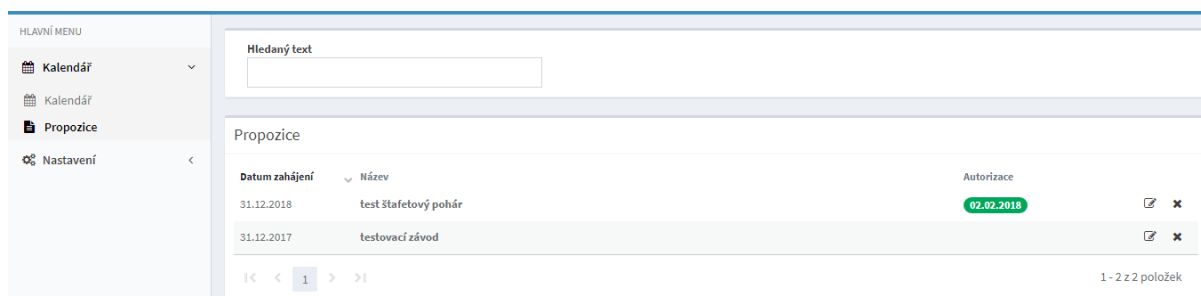 HLAVNÍ MENU
Kalendář
Kalendář
Propozice
Nastavení
Hledaný text
Propozice
Datum zahájení Název Autorizace
31.12.2018 test štafetový pohár 02.02.2018
31.12.2017 testovací závod
1
1 - 2 z 2 položek